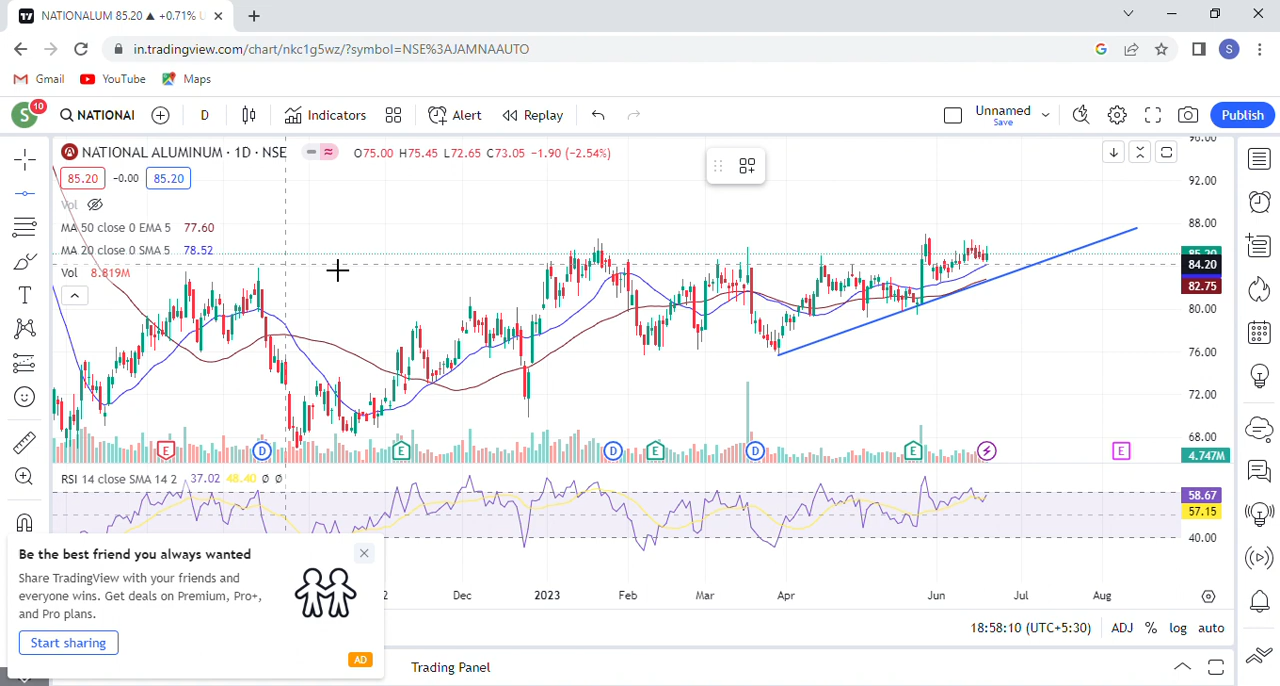 NATIONALUM 85.20 ▲ +0.71% U
in.tradingview.com/chart/nkc1g5wz/?symbol=NSE%3AJAMNAAUTO
S
Gmail YouTube Maps
S 10 NATIONAL D Indicators Alert Replay Unnamed Save Publish
NATIONAL ALUMINUM · 1D · NSE O75.00 H75.45 L72.65 C73.05 −1.90 (−2.54%)
85.20 -0.00 85.20
Vol
MA 50 close 0 EMA 5 77.60
MA 20 close 0 SMA 5 78.52
Vol 8.819M
96.00
92.00
88.00
85.20
84.20
82.75
80.00
76.00
72.00
68.00
4.747M
E D E D E D E E
RSI 14 close SMA 14 2 37.02 48.40 Ø Ø
58.67
57.15
40.00
2 Dec 2023 Feb Mar Apr Jun Jul Aug
Be the best friend you always wanted
Share TradingView with your friends and
everyone wins. Get deals on Premium, Pro+,
and Pro plans.
Start sharing
AD
18:58:10 (UTC+5:30) ADJ % log auto
Trading Panel